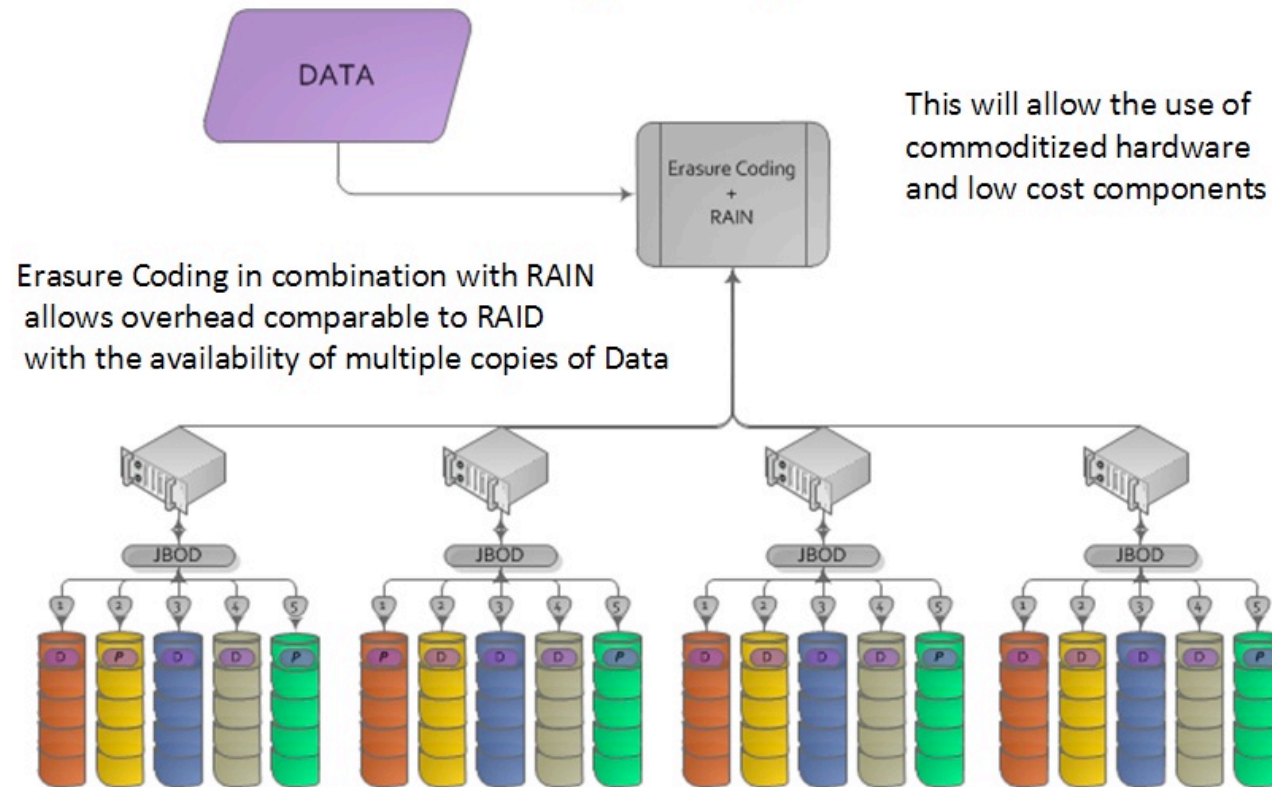 DATA
This will allow the use of
commoditized hardware
and low cost components
Erasure Coding
+
RAIN
Erasure Coding in combination with RAIN
allows overhead comparable to RAID
with the availability of multiple copies of Data
JBOD JBOD JBOD JBOD
1 2 3 4 5 1 2 3 4 5 1 2 3 4 5 1 2 3 4 5
D P D D P P D D D P D D D D P D D D D P